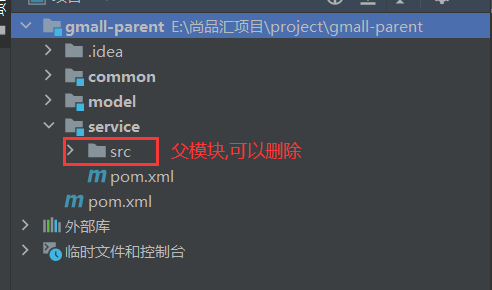 gmall-parent E:\尚品汇项目\project\gmall-parent
.idea
common
model
service
src 父模块,可以删除
pom.xml
pom.xml
外部库
临时文件和控制台